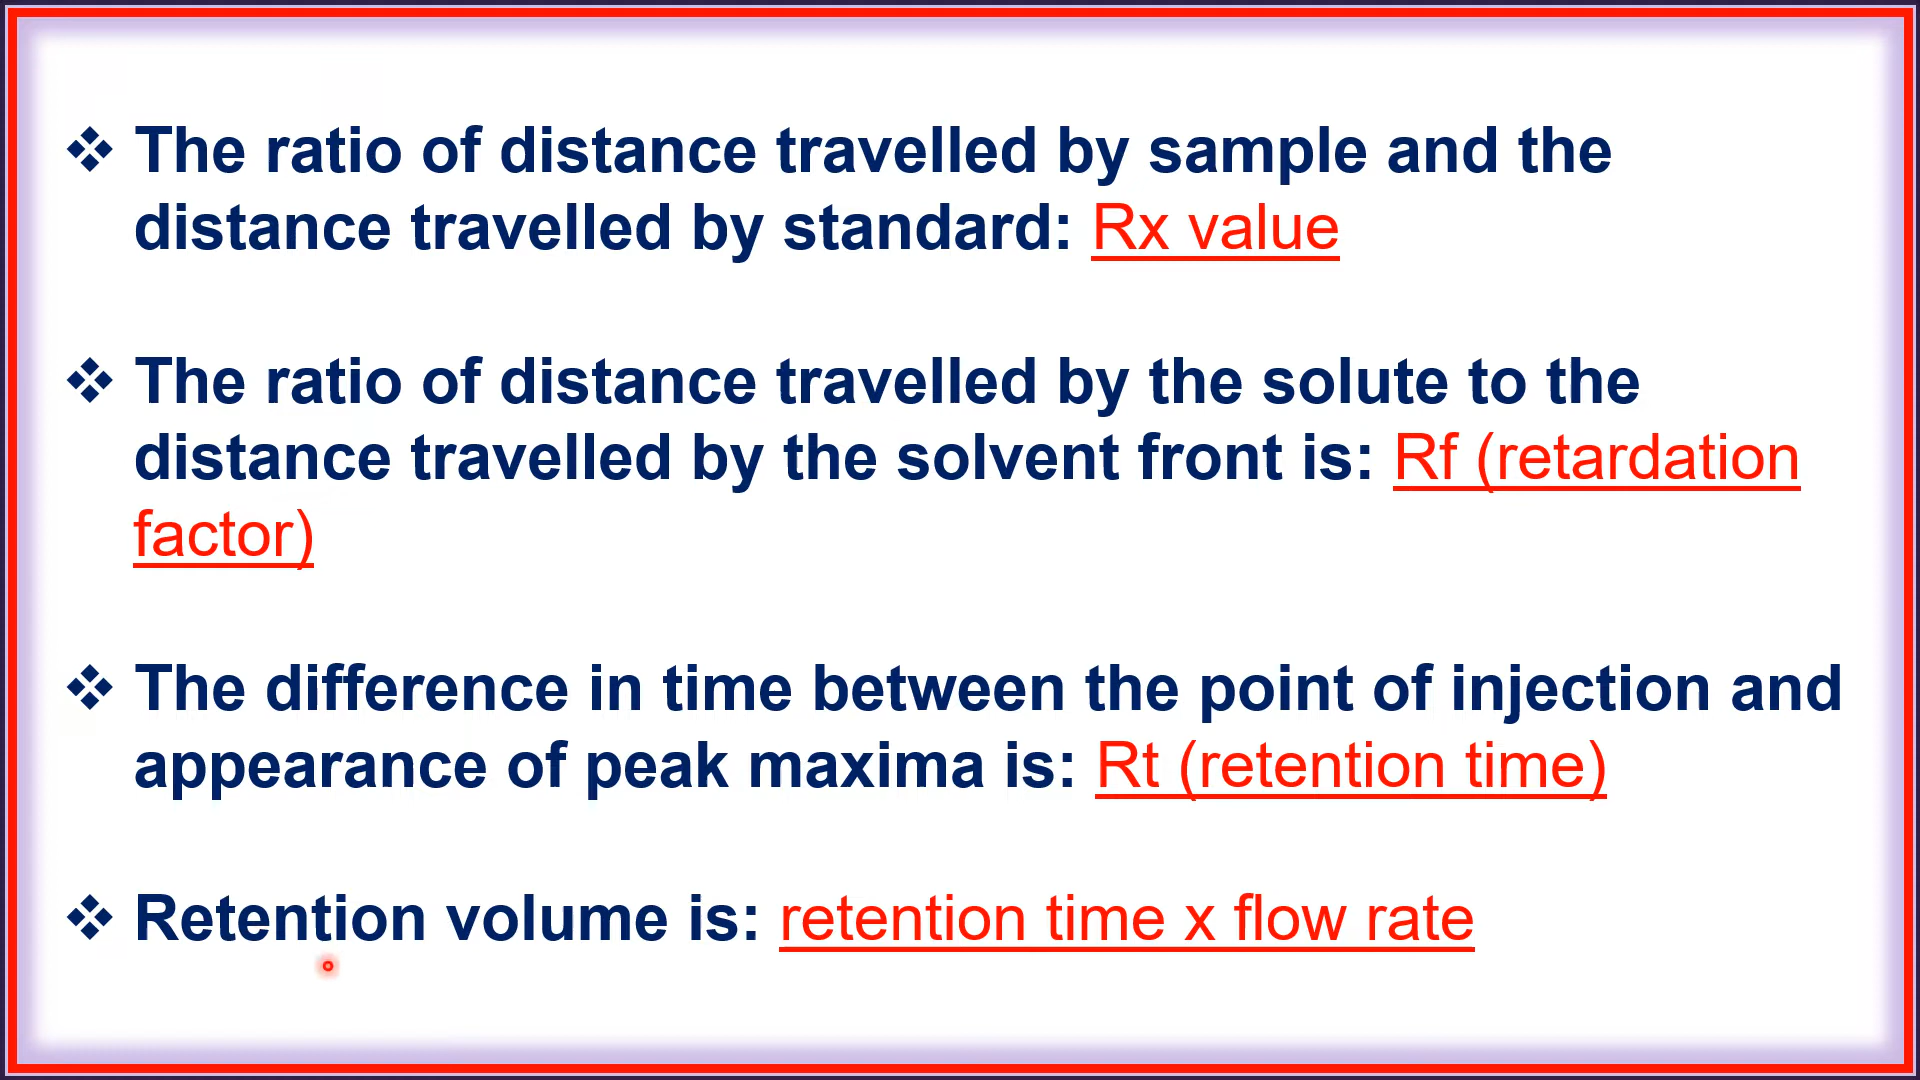 ❖ The ratio of distance travelled by sample and the
distance travelled by standard: Rx value
❖ The ratio of distance travelled by the solute to the
distance travelled by the solvent front is: Rf (retardation
factor)
❖ The difference in time between the point of injection and
appearance of peak maxima is: Rt (retention time)
❖ Retention volume is: retention time x flow rate